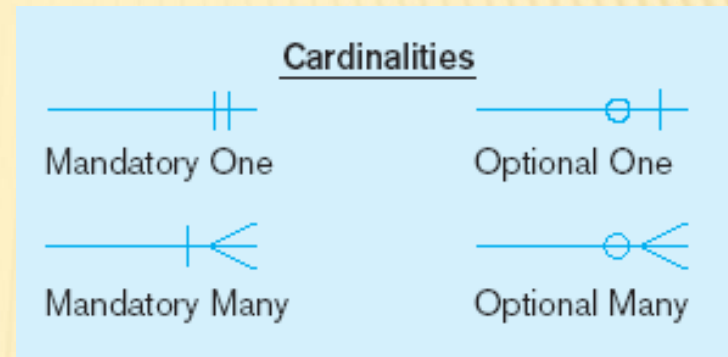 Cardinalities
Mandatory One
Optional One
Mandatory Many
Optional Many